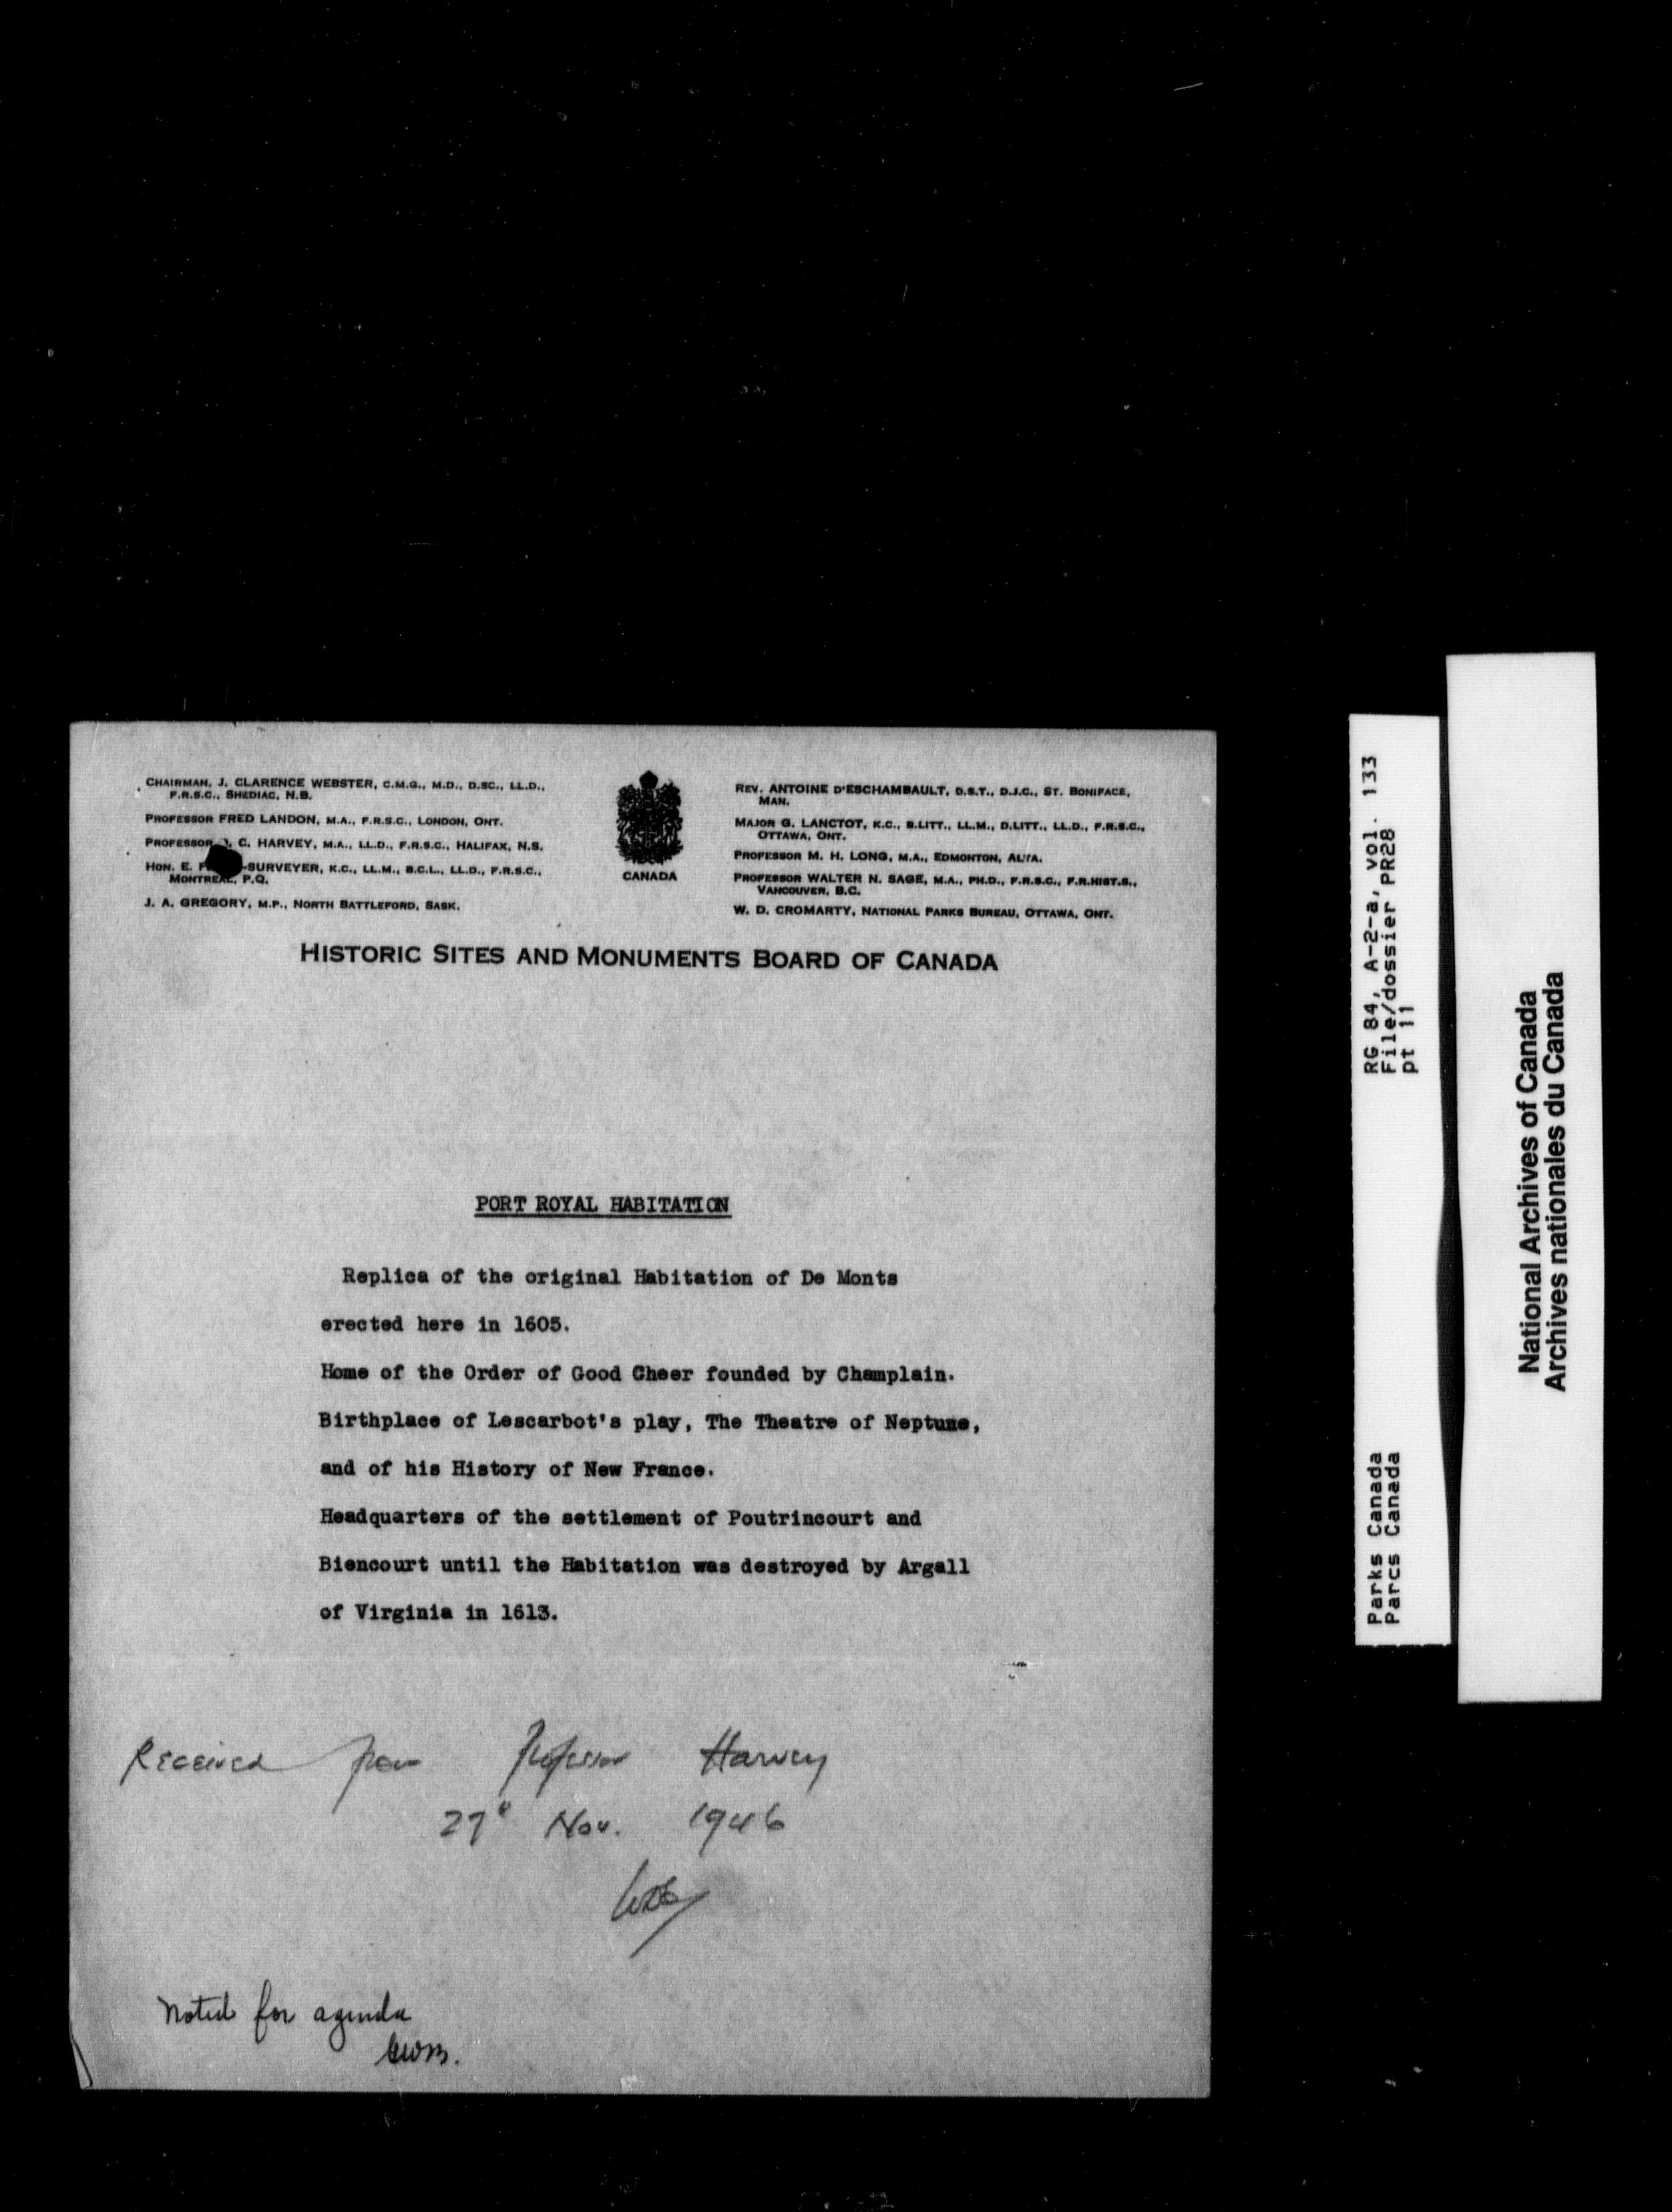 CHAIRMAN, J. CLARENCE WEBSTER, C.M.G., M.D., D.SC., LL.D.,
F.R.S.C., SHEDIAC, N.B.
PROFESSOR FRED LANDON, M.A., F.R.S.C., LONDON, ONT.
PROFESSOR C. HARVEY, M.A., LL.D., F.R.S.C., HALIFAX, N.S.
HON. E. F -SURVEYER, K.C., LL.M., B.C.L., LL.D., F.R.S.C.,
MONTREAL, P.Q.
J. A. GREGORY, M.P., NORTH BATTLEFORD, SASK.
CANADA
REV. ANTOINE D'ESCHAMBAULT, D.S.T., D.J.C., ST. BONIFACE,
MAN.
MAJOR G. LANCTOT, K.C., B.LITT., LL.M., D.LITT., LL.D., F.R.S.C.,
OTTAWA, ONT.
PROFESSOR M. H. LONG, M.A., EDMONTON, ALTA.
PROFESSOR WALTER N. SAGE, M.A., PH.D., F.R.S.C., F.R.HIST.S.,
VANCOUVER, B.C.
W. D. CROMARTY, NATIONAL PARKS BUREAU, OTTAWA, ONT.
HISTORIC SITES AND MONUMENTS BOARD OF CANADA
PORT ROYAL HABITATION
Replica of the original Habitation of De Monts
erected here in 1605.
Home of the Order of Good Cheer founded by Champlain.
Birthplace of Lescarbot's play, The Theatre of Neptune,
and of his History of New France.
Headquarters of the settlement of Poutrincourt and
Biencourt until the Habitation was destroyed by Argall
of Virginia in 1613.
Received from Professor Harvey
27" Nov. 1946
Noted for agenda
RG 84, A-2-a, vol. 133
File/dossier PR28
pt 11
Parks Canada
Parcs Canada
National Archives of Canada
Archives nationales du Canada